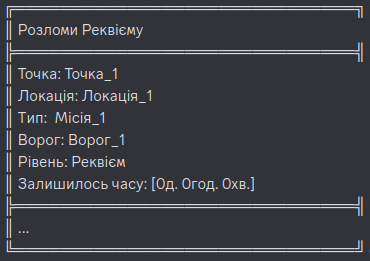 Розломи Реквієму
Точка: Точка_1
Локація: Локація_1
Тип:  Місія_1
Ворог: Ворог_1
Рівень: Реквієм
Залишилось часу: [0д. 0год. 0хв.]
...